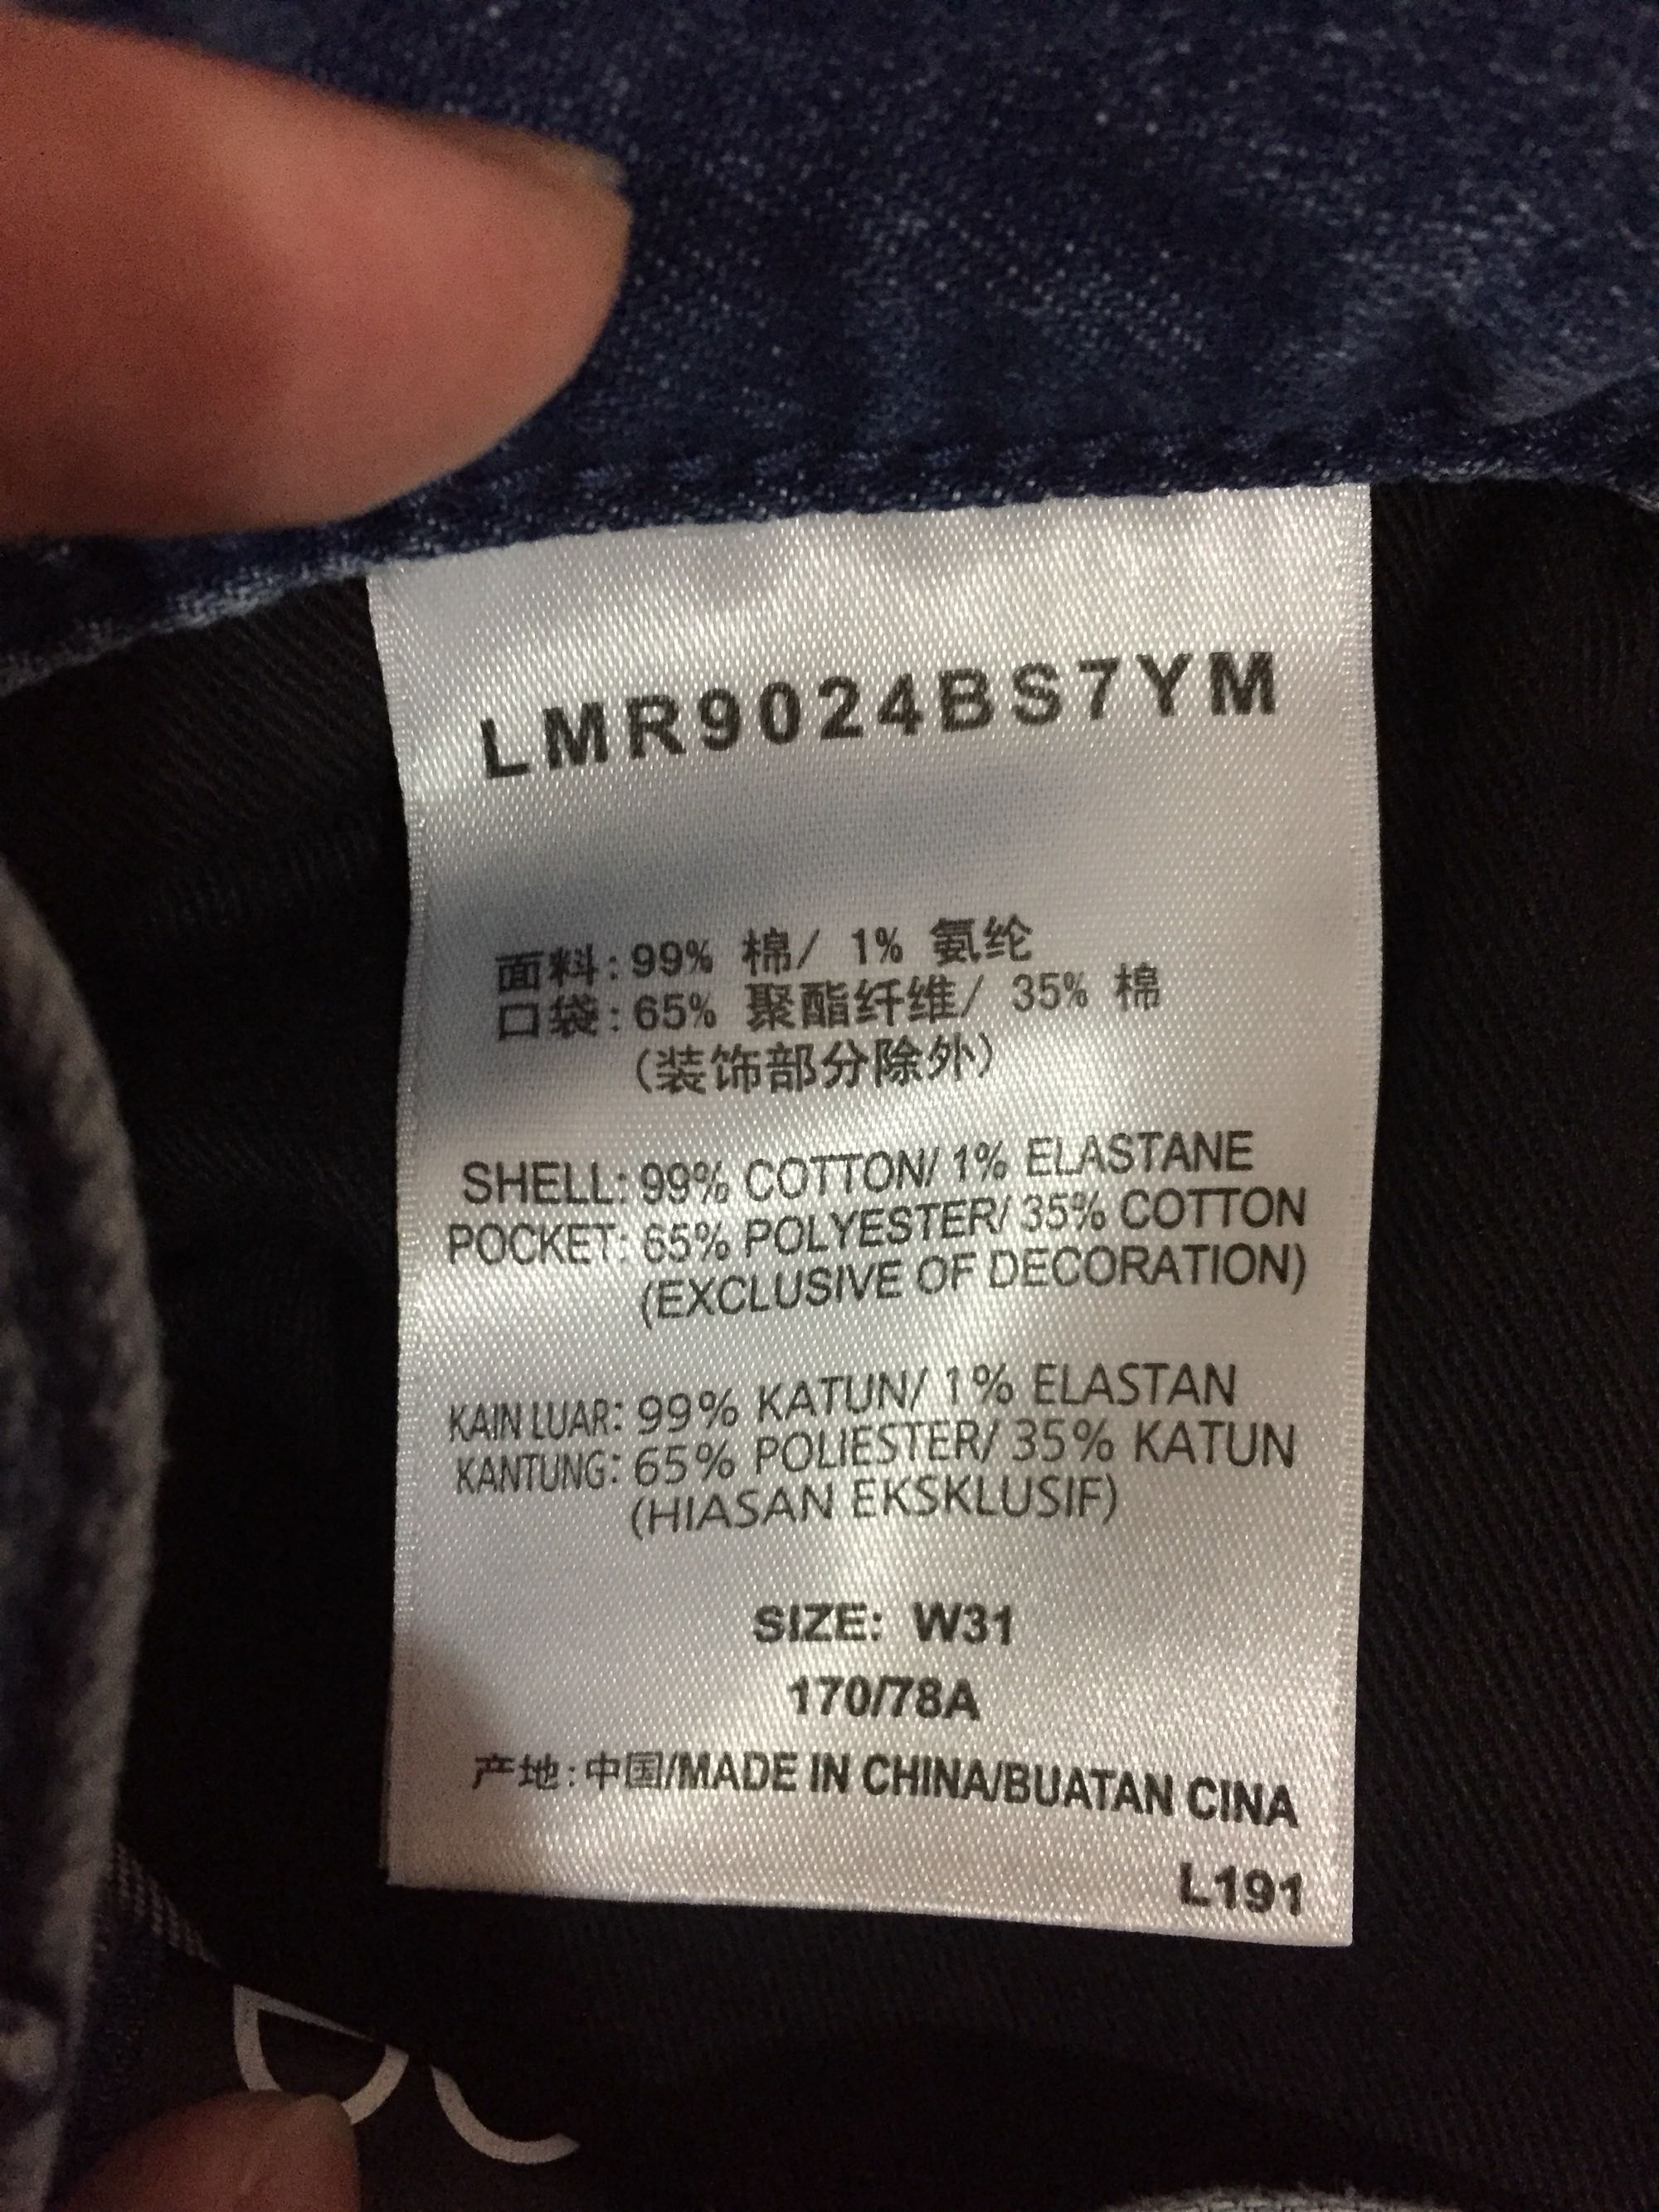 LMR9024BS7YM
面料:99% 棉/ 1% 氨纶
口袋:65% 聚酯纤维/ 35% 棉
(装饰部分除外)
SHELL: 99% COTTON/ 1% ELASTANE
POCKET: 65% POLYESTER/ 35% COTTON
(EXCLUSIVE OF DECORATION)
KAIN LUAR: 99% KATUN/ 1% ELASTAN
KANTUNG: 65% POLIESTER/ 35% KATUN
(HIASAN EKSKLUSIF)
SIZE: W31
170/78A
产地:中国/MADE IN CHINA/BUATAN CINA
L191